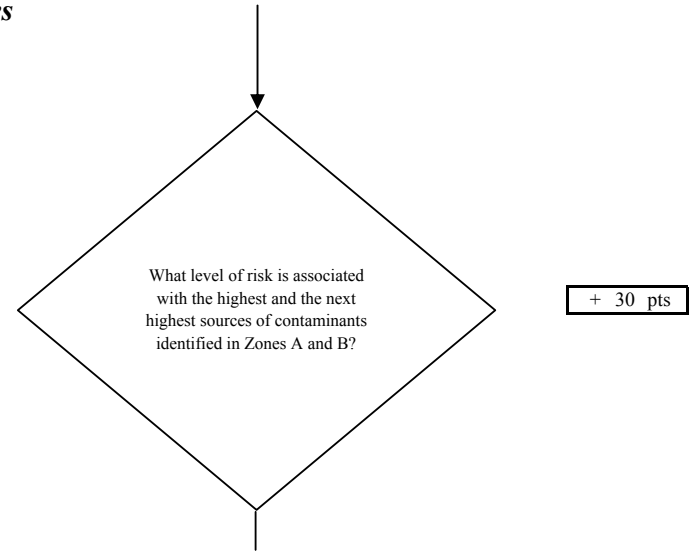 What level of risk is associated
with the highest and the next
highest sources of contaminants
identified in Zones A and B?
+ 30 pts